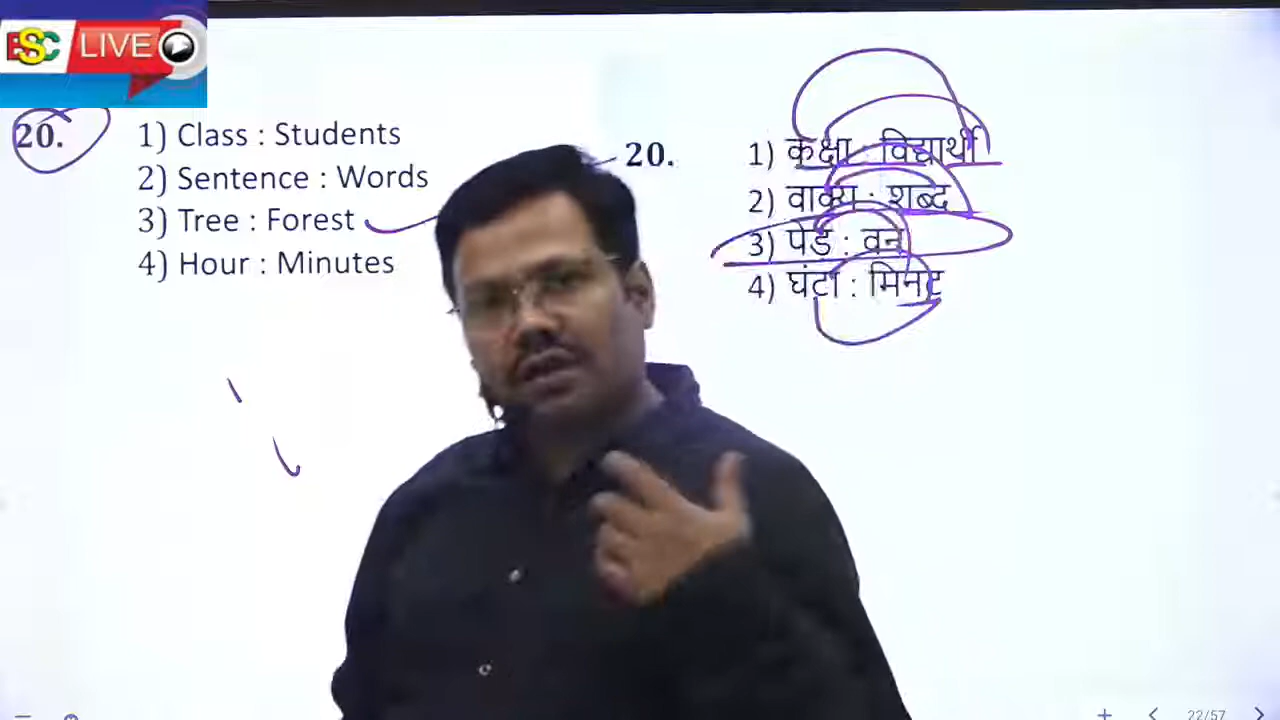 ESC LIVE
20.
1) Class : Students
2) Sentence : Words
3) Tree : Forest
4) Hour : Minutes
20.
1) कक्षा : विद्यार्थी
2) वाक्य : शब्द
3) पेड़ : वन
4) घंटा : मिनट
22/57